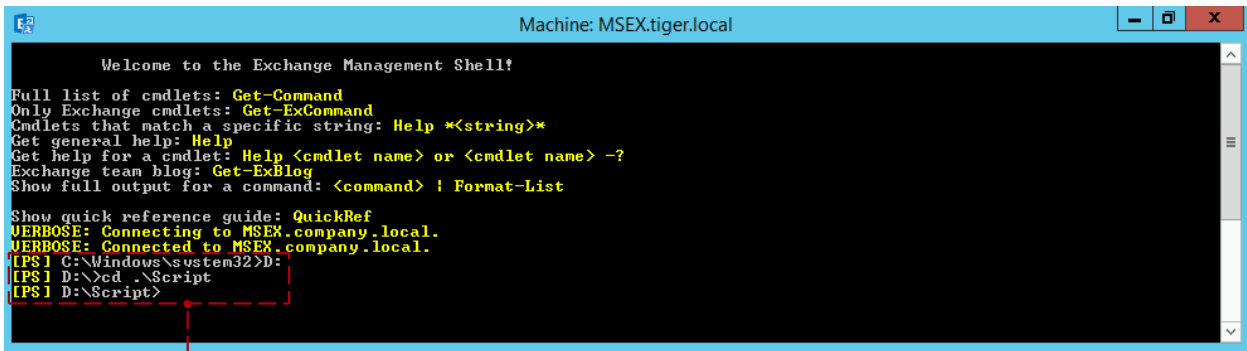 Machine: MSEX.tiger.local
Welcome to the Exchange Management Shell!
Full list of cmdlets: Get-Command
Only Exchange cmdlets: Get-ExCommand
Cmdlets that match a specific string: Help *<string>*
Get general help: Help
Get help for a cmdlet: Help <cmdlet name> or <cmdlet name> -?
Exchange team blog: Get-ExBlog
Show full output for a command: <command> | Format-List
Show quick reference guide: QuickRef
VERBOSE: Connecting to MSEX.company.local.
VERBOSE: Connected to MSEX.company.local.
[PS] C:\Windows\system32>D:
[PS] D:\>cd .\Script
[PS] D:\Script>